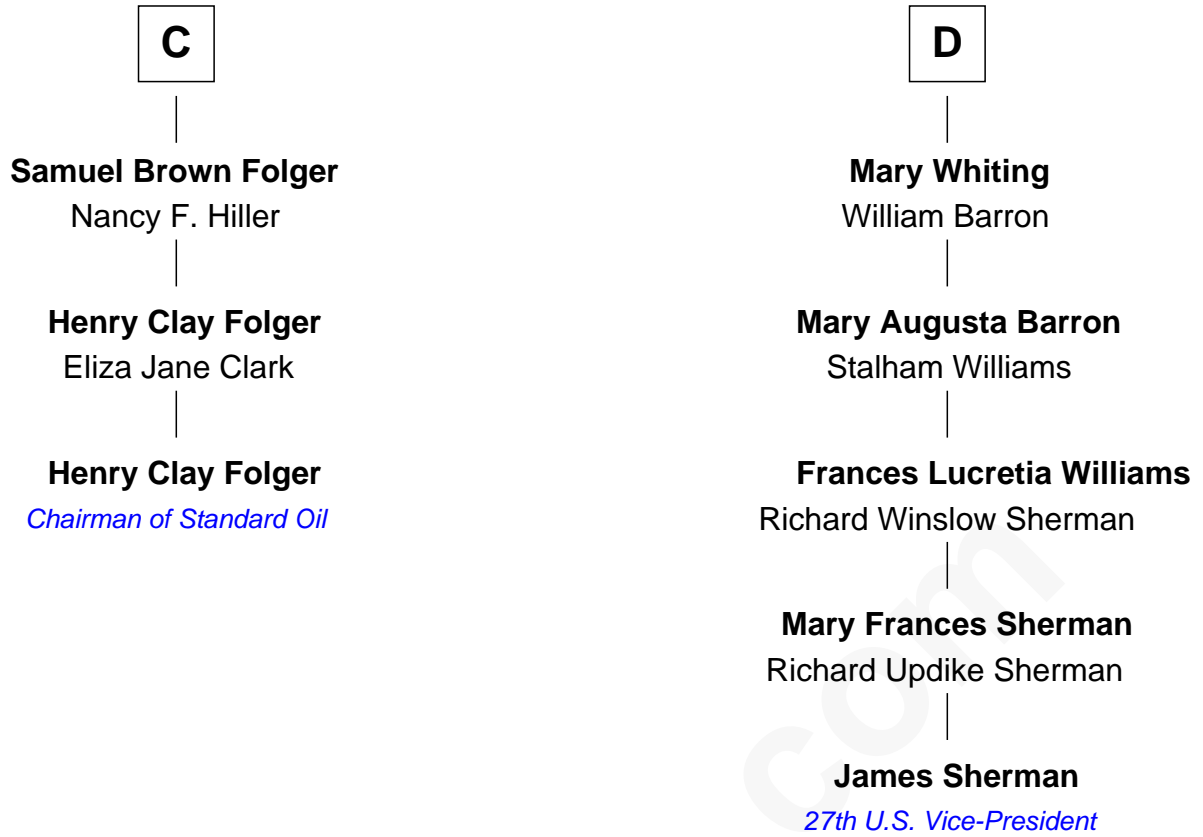 C
Samuel Brown Folger
Nancy F. Hiller
Henry Clay Folger
Eliza Jane Clark
Henry Clay Folger
Chairman of Standard Oil
D
Mary Whiting
William Barron
Mary Augusta Barron
Stalham Williams
Frances Lucretia Williams
Richard Winslow Sherman
Mary Frances Sherman
Richard Updike Sherman
James Sherman
27th U.S. Vice-President
com